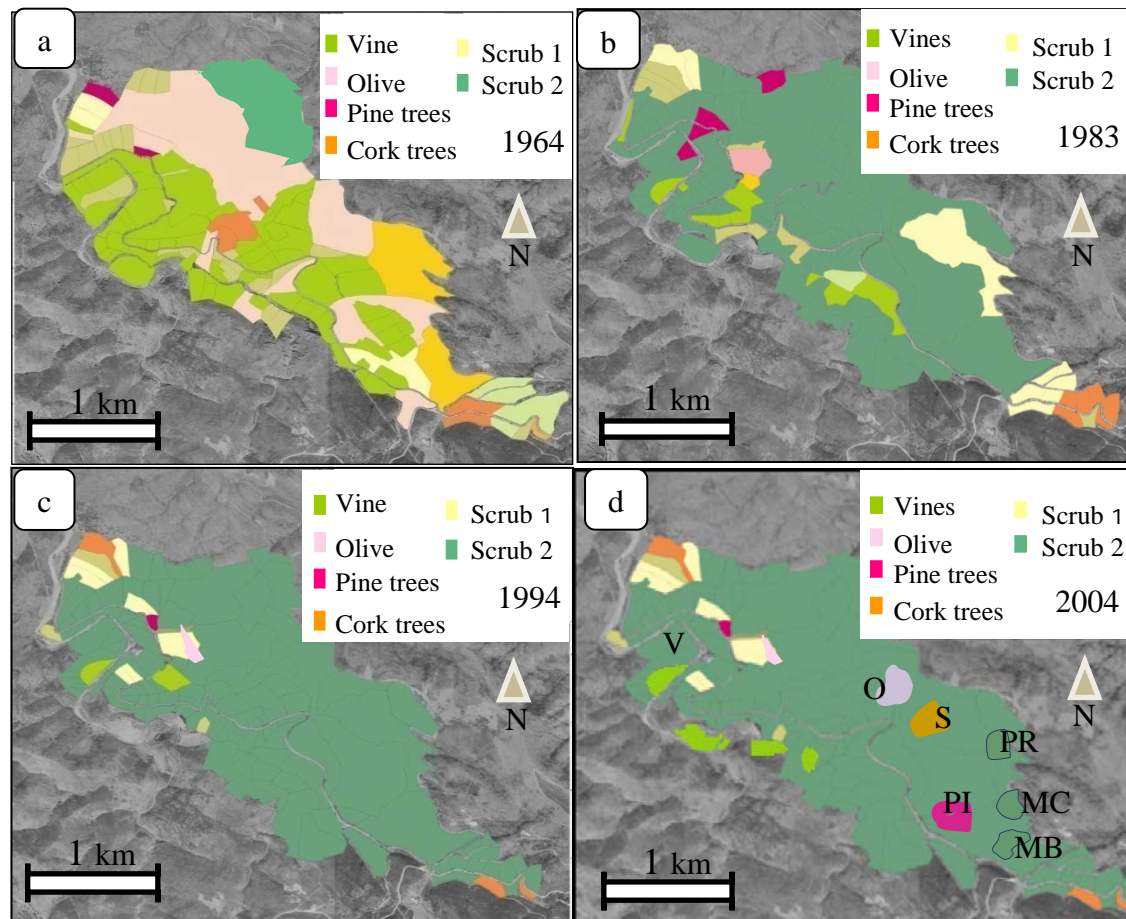 a
Vine
Olive
Pine trees
Cork trees
Scrub 1
Scrub 2
1964
N
1 km
b
Vines
Olive
Pine trees
Cork trees
Scrub 1
Scrub 2
1983
N
1 km
c
Vine
Olive
Pine trees
Cork trees
Scrub 1
Scrub 2
1994
N
1 km
d
Vines
Olive
Pine trees
Cork trees
Scrub 1
Scrub 2
2004
V
O
S
N
PR
PI
MC
MB
1 km